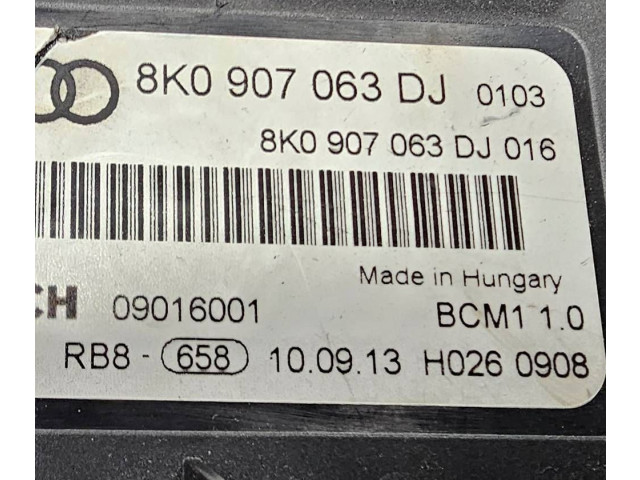 8K0 907 063 DJ 0103
8K0 907 063 DJ 016
Made in Hungary
CH 09016001 BCM1 1.0
RB8 - 658 10.09.13 H026 0908